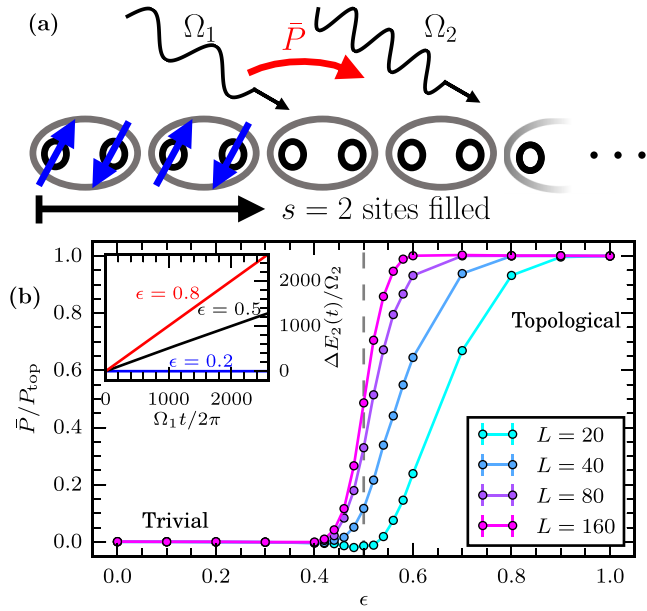 (a)
Ω₁
P̄
Ω₂
s = 2 sites filled
(b)
P̄/P_top
1.0
0.8
0.6
0.4
0.2
0.0
0.0
0.2
0.4
0.6
0.8
1.0
ϵ
ϵ = 0.8
ϵ = 0.5
ϵ = 0.2
0
1000
2000
Ω₁t/2π
2000
1000
0
ΔE₂(t)/Ω₂
Topological
Trivial
L = 20
L = 40
L = 80
L = 160